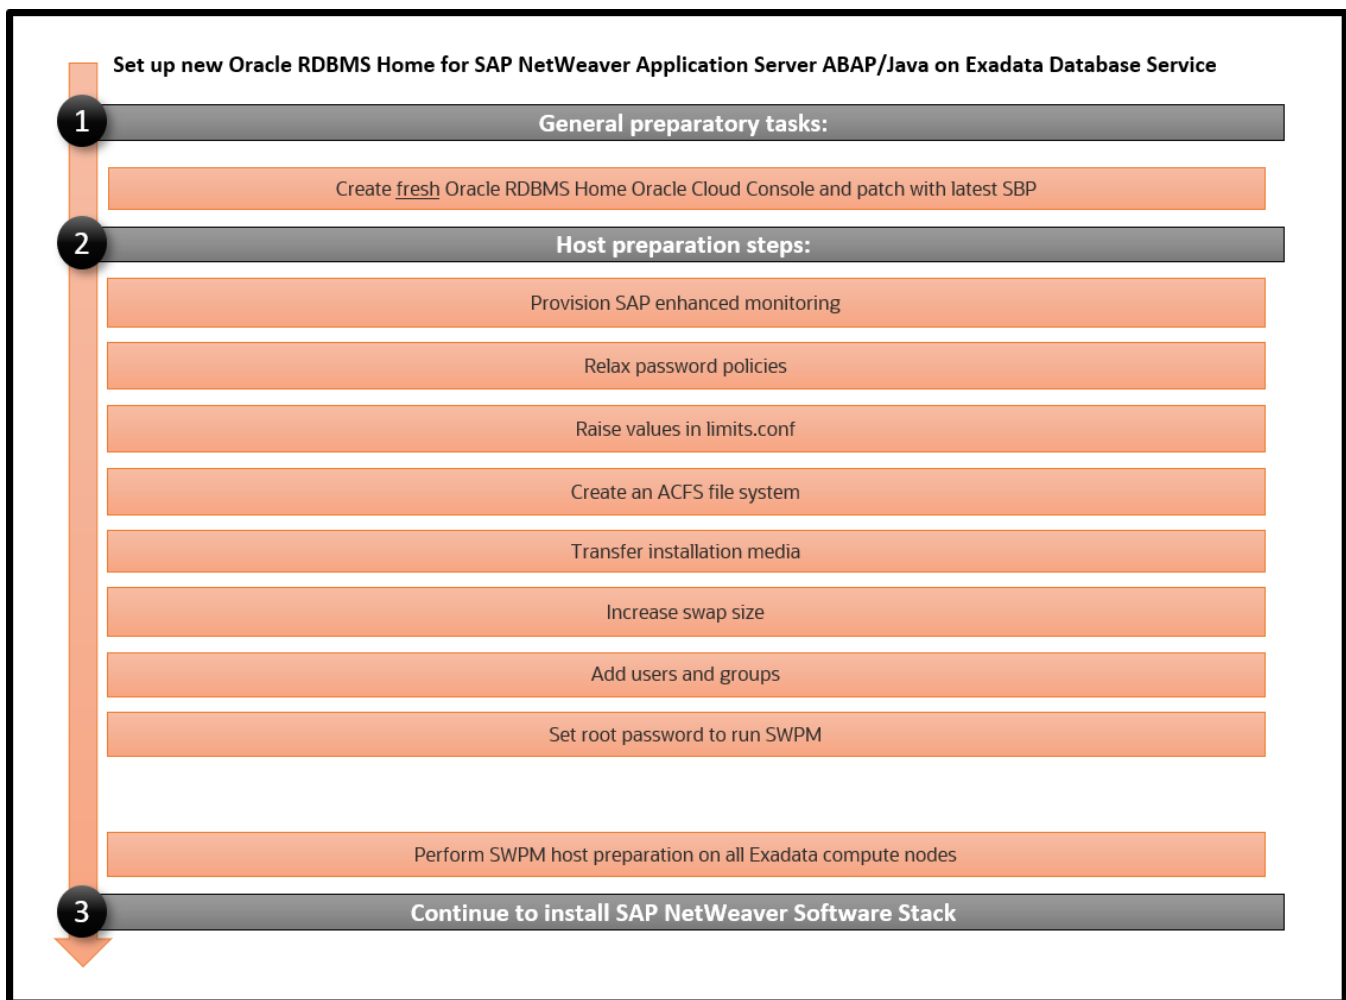 Set up new Oracle RDBMS Home for SAP NetWeaver Application Server ABAP/Java on Exadata Database Service
1
General preparatory tasks:
Create fresh Oracle RDBMS Home Oracle Cloud Console and patch with latest SBP
2
Host preparation steps:
Provision SAP enhanced monitoring
Relax password policies
Raise values in limits.conf
Create an ACFS file system
Transfer installation media
Increase swap size
Add users and groups
Set root password to run SWPM
Perform SWPM host preparation on all Exadata compute nodes
3
Continue to install SAP NetWeaver Software Stack